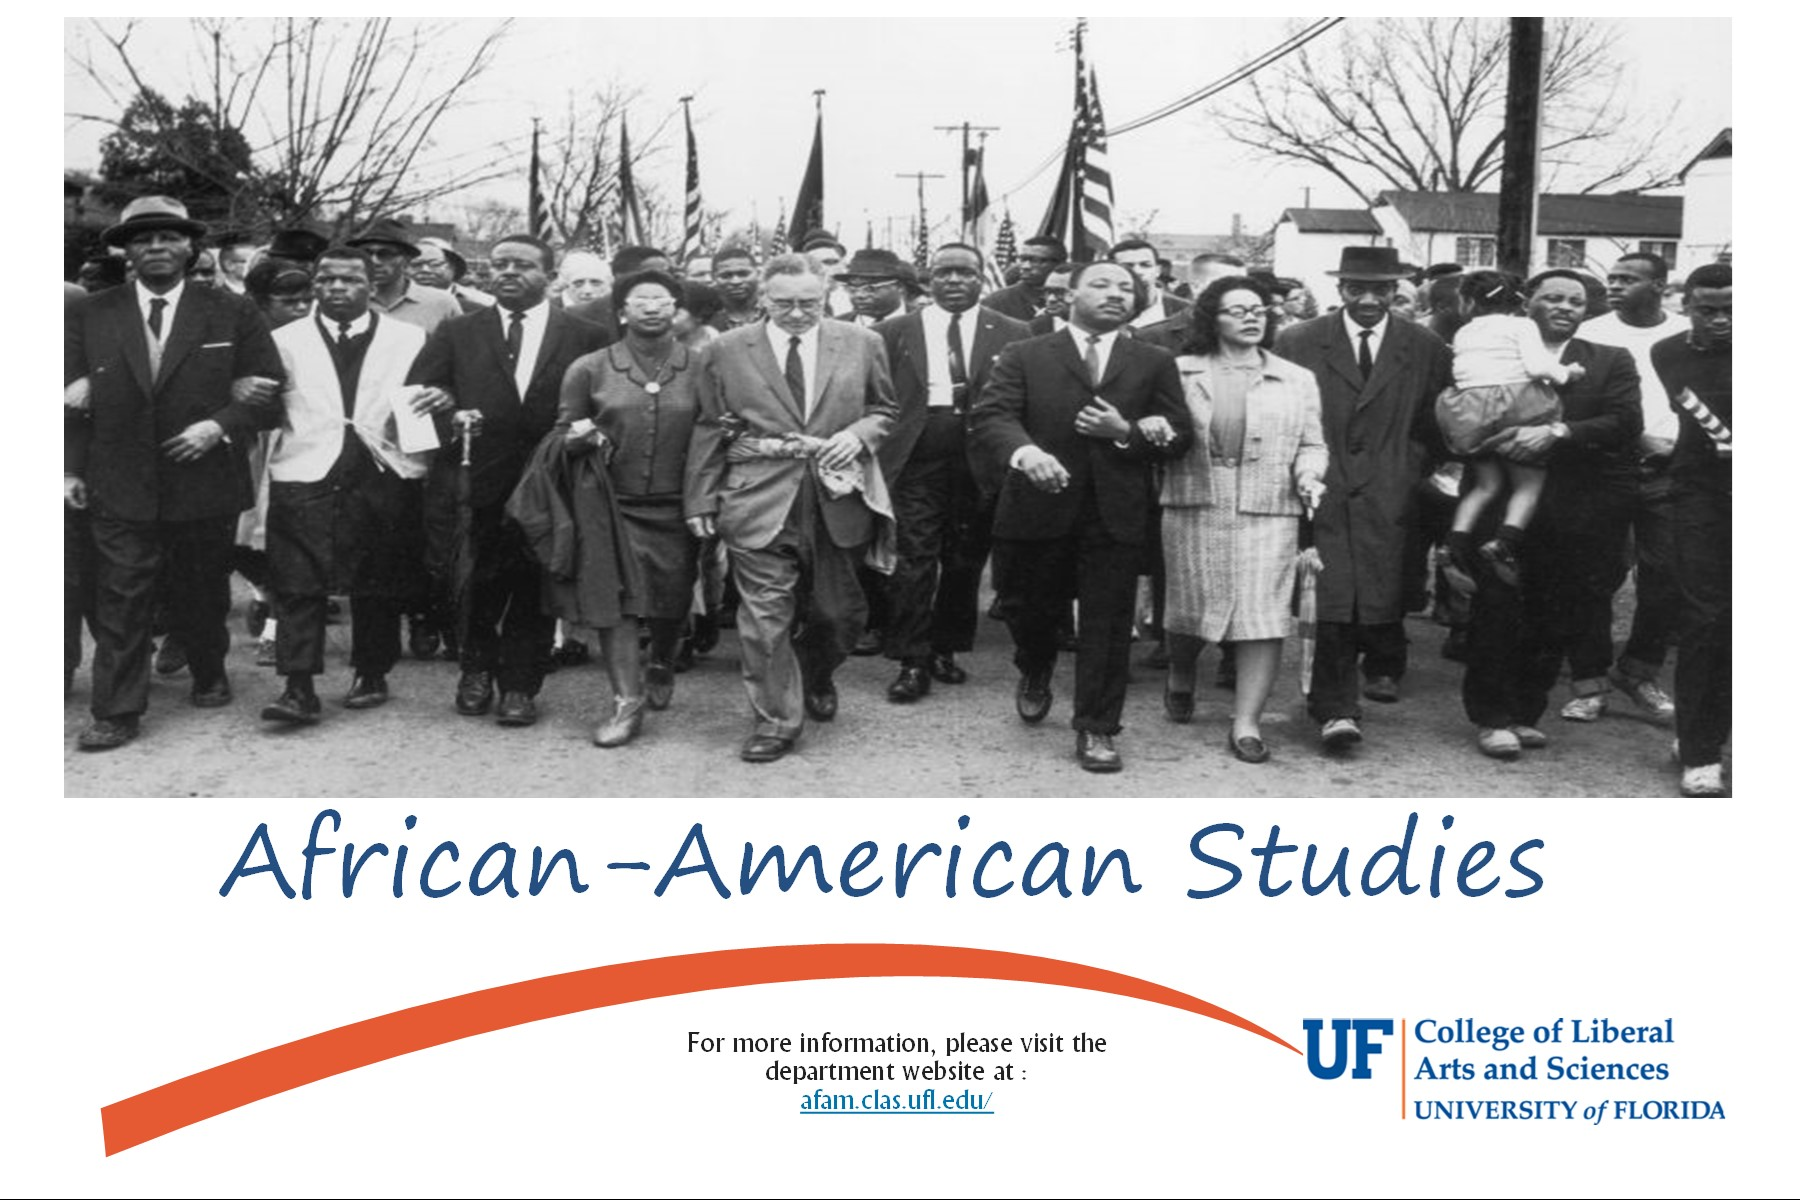 African-American Studies
For more information, please visit the
department website at :
afam.clas.ufl.edu/
UF
College of Liberal
Arts and Sciences
UNIVERSITY of FLORIDA